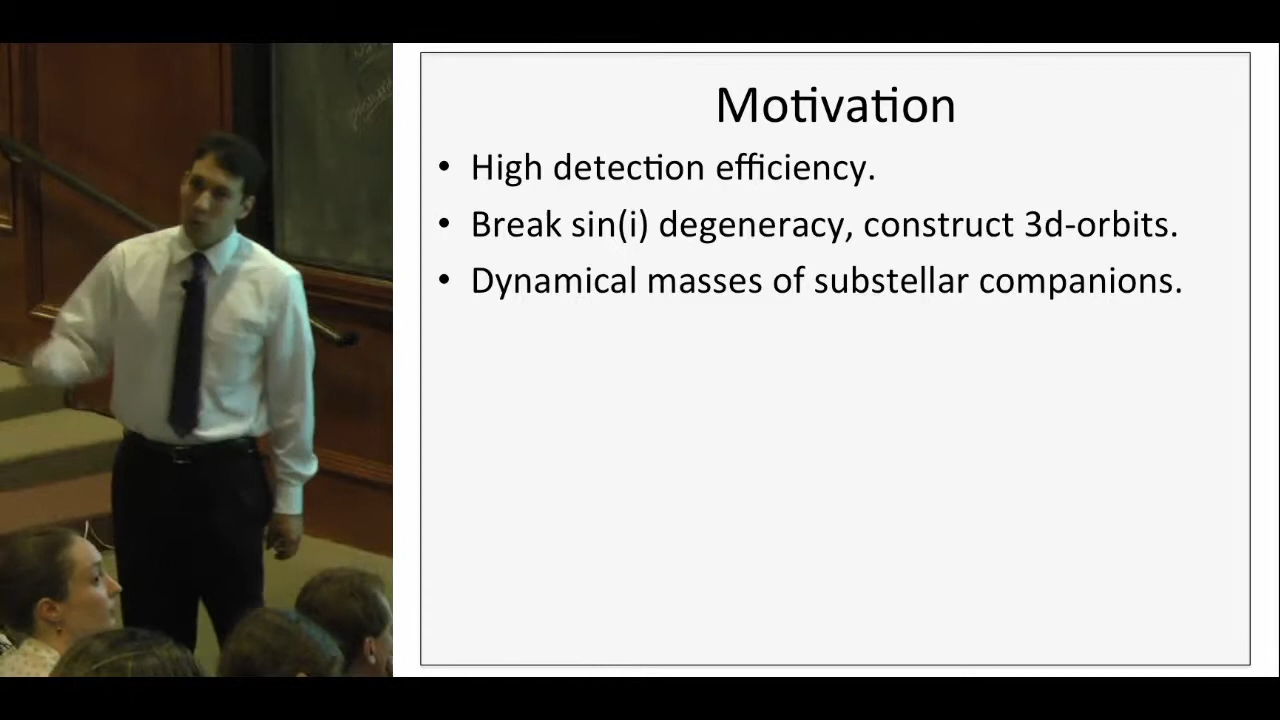 Motivation
• High detection efficiency.
• Break sin(i) degeneracy, construct 3d-orbits.
• Dynamical masses of substellar companions.